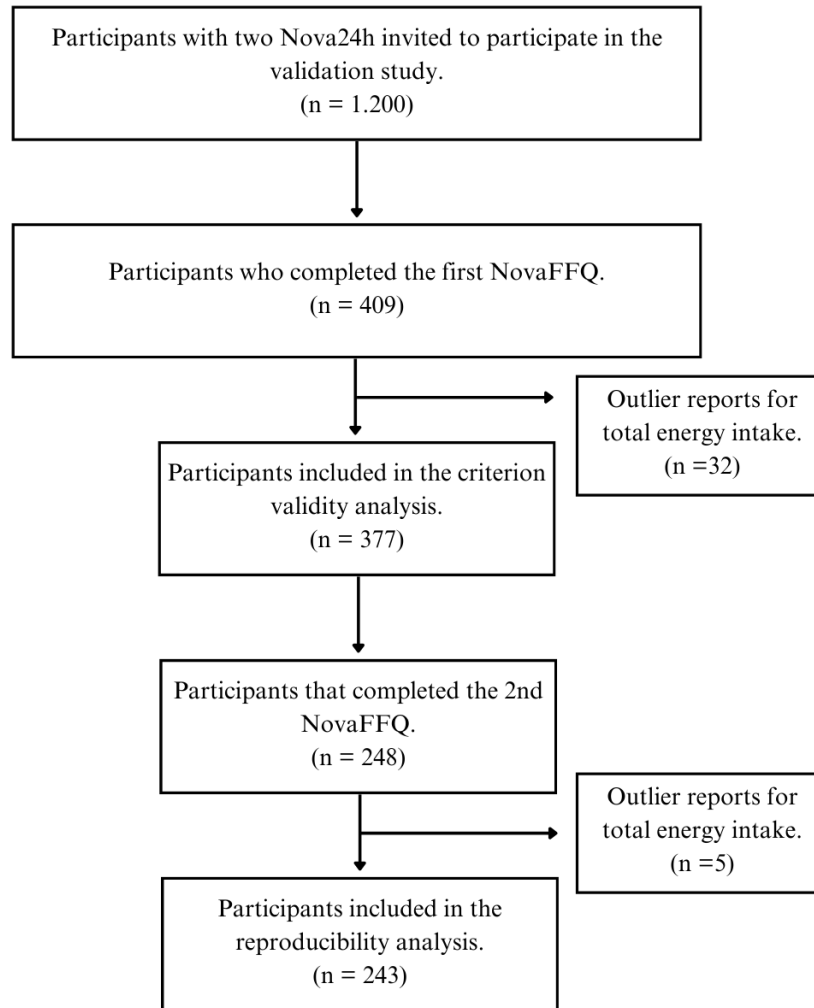 Participants with two Nova24h invited to participate in the
validation study.
(n = 1.200)
Participants who completed the first NovaFFQ.
(n = 409)
Outlier reports for
total energy intake.
(n =32)
Participants included in the criterion
validity analysis.
(n = 377)
Participants that completed the 2nd
NovaFFQ.
(n = 248)
Outlier reports for
total energy intake.
(n =5)
Participants included in the
reproducibility analysis.
(n = 243)